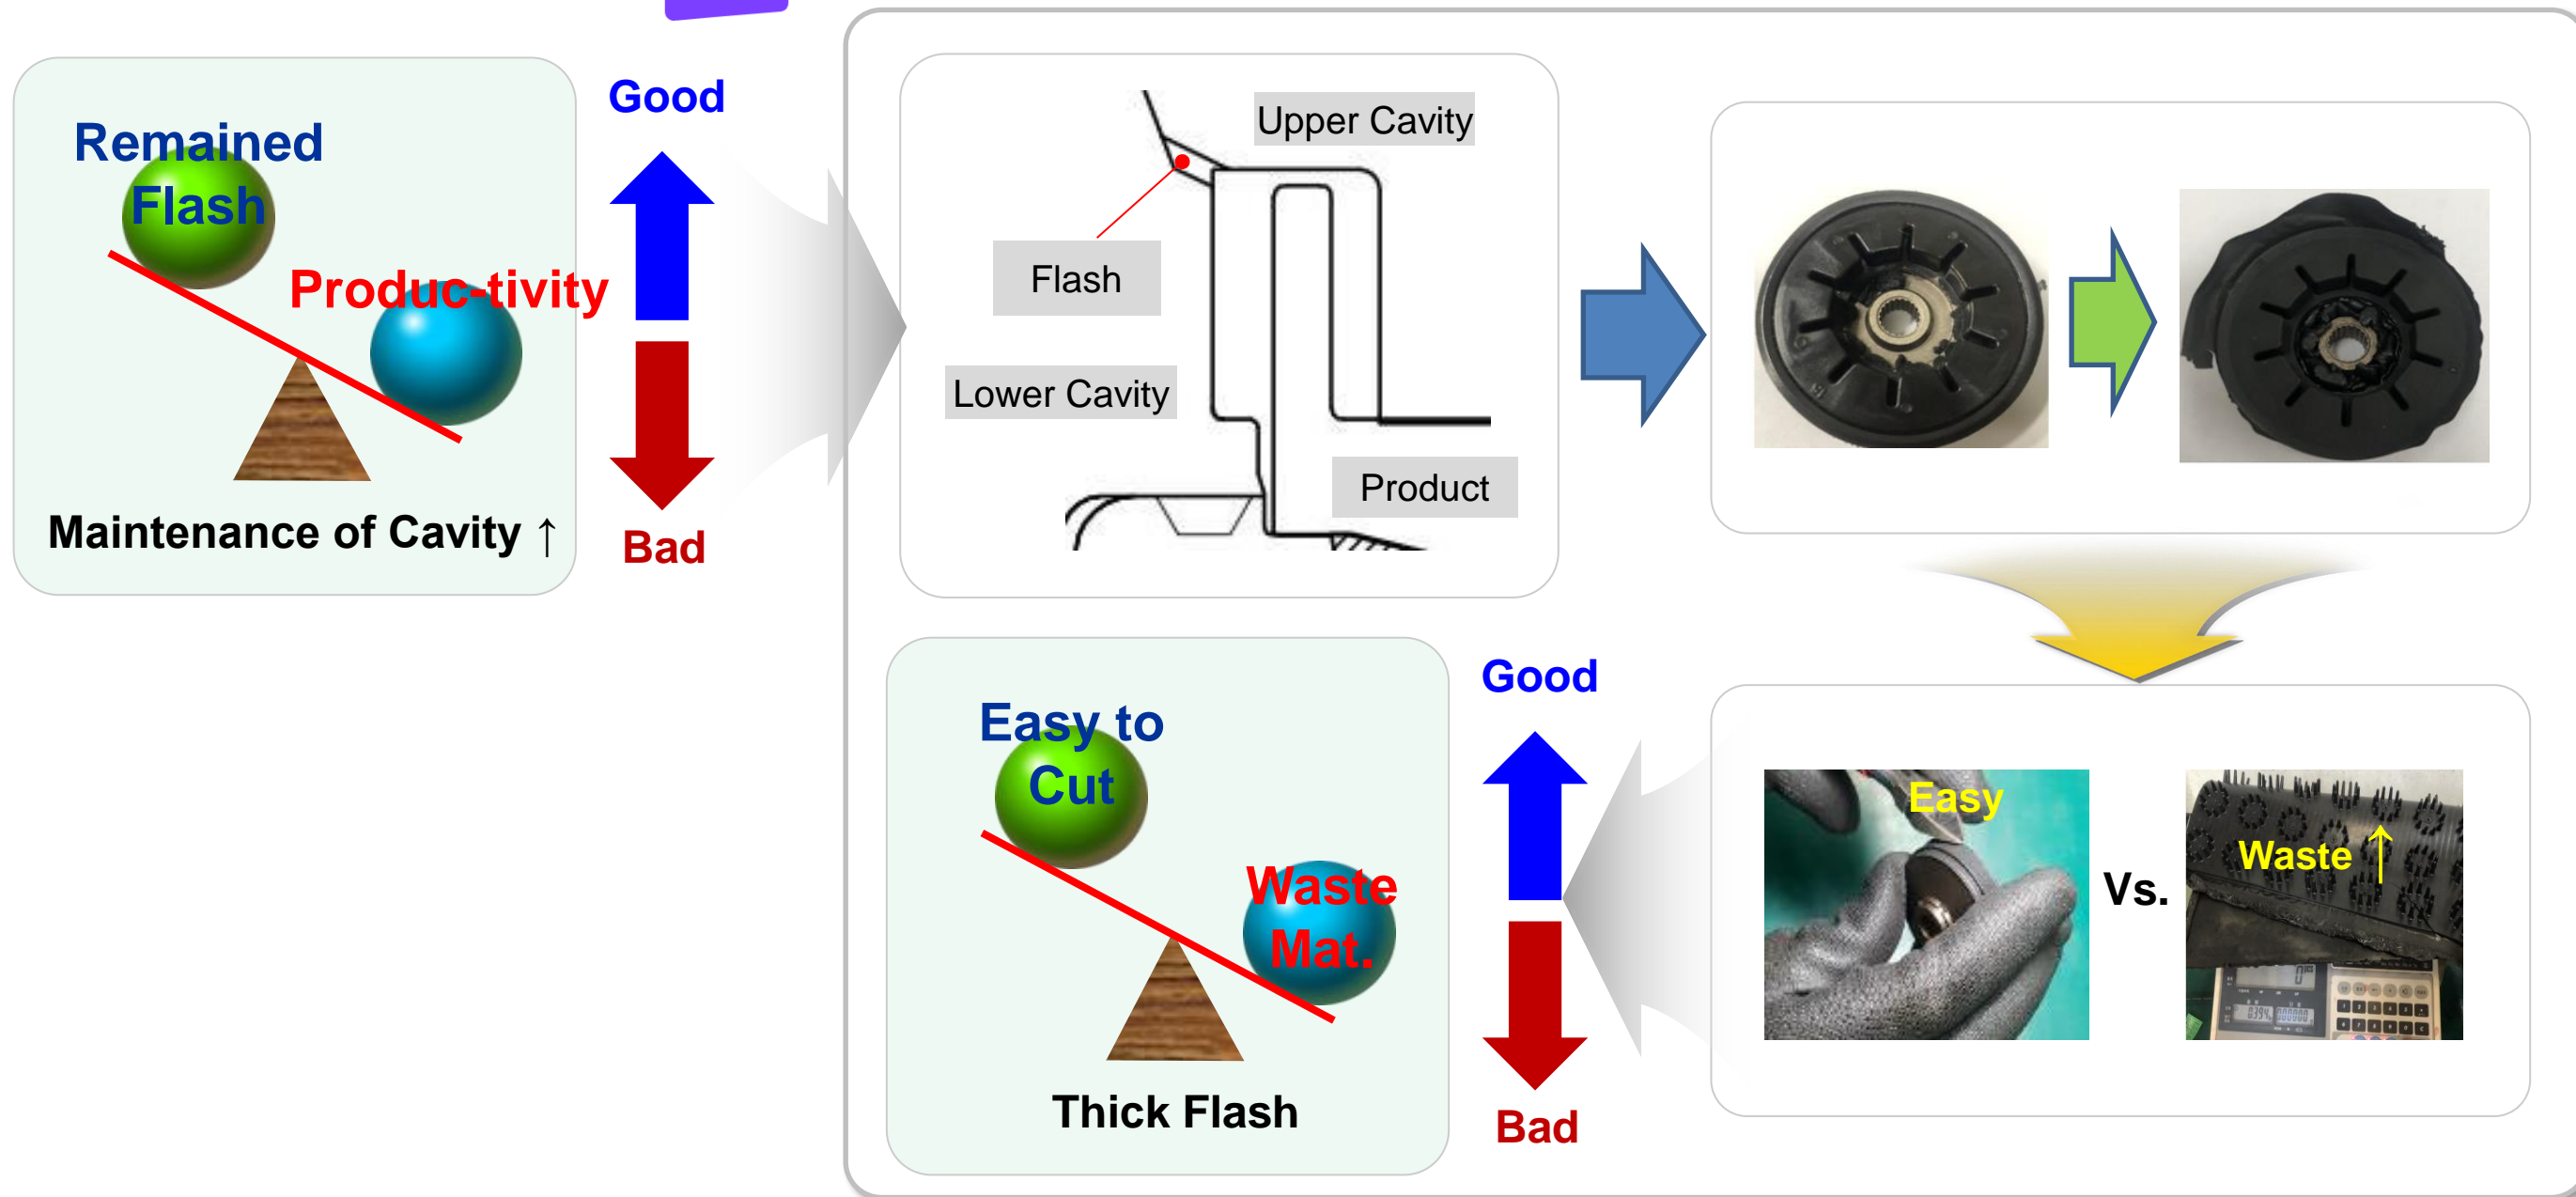 Remained
Flash
Produc-tivity
Maintenance of Cavity ↑
Good
Bad
Upper Cavity
Flash
Lower Cavity
Product
Easy to
Cut
Waste
Mat.
Thick Flash
Good
Bad
Easy
Vs.
Waste ↑